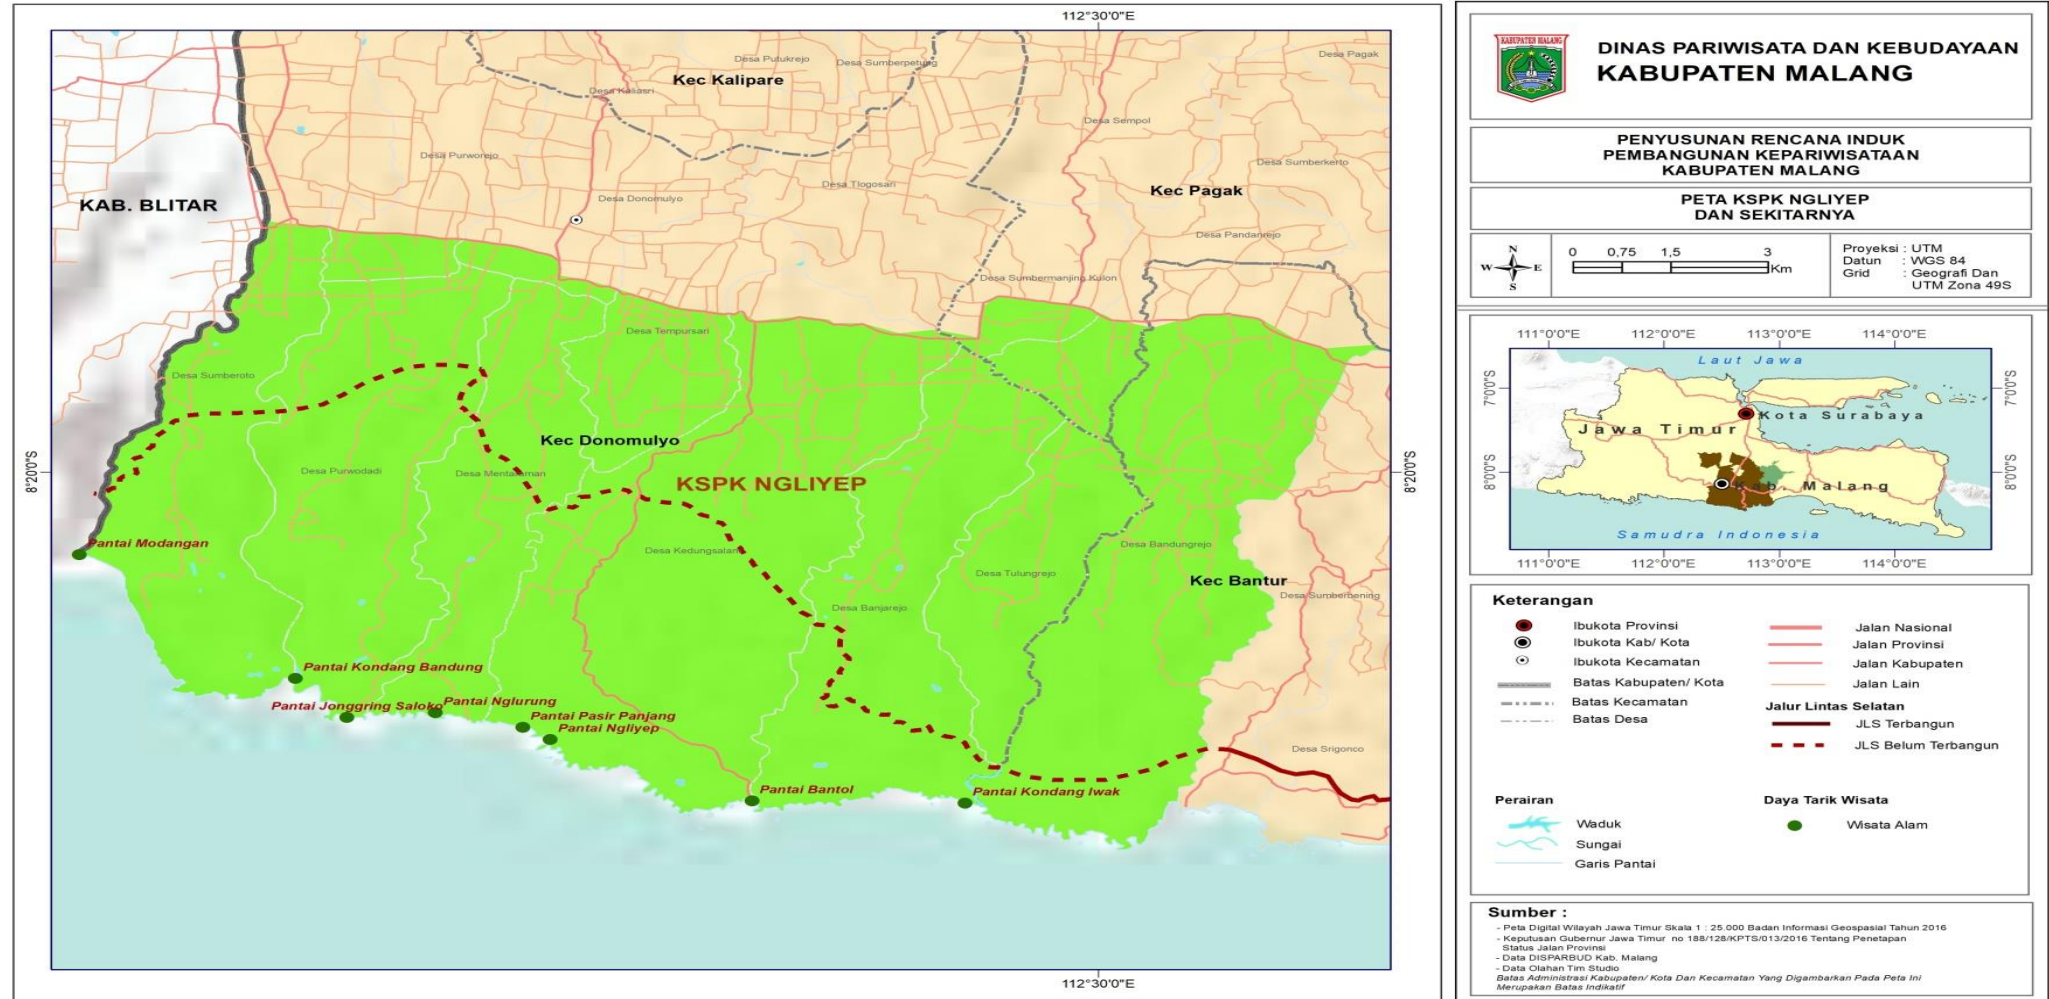 112°30'0"E
Desa Putukrejo
Desa Sumberpetung
Desa Pagak
Kec Kalipare
Desa Kaliasri
Desa Sempol
Desa Purworejo
Desa Sumberkerto
Desa Tlogosari
Kec Pagak
Desa Donomulyo
KAB. BLITAR
Desa Pandanrejo
Desa Sumbermanjing Kulon
Desa Tempursari
Desa Sumberoto
Kec Donomulyo
Desa Purwodadi
Desa Mentaraman
KSPK NGLIYEP
8°20'0"S
8°20'0"S
Pantai Modangan
Desa Kedungsalam
Desa Bandungrejo
Desa Tulungrejo
Kec Bantur
Desa Sumberbening
Desa Banjarejo
Pantai Kondang Bandung
Pantai Jonggring Saloko
Pantai Nglurung
Pantai Pasir Panjang
Pantai Ngliyep
Desa Srigonco
Pantai Bantol
Pantai Kondang Iwak
112°30'0"E
KABUPATEN MALANG
DINAS PARIWISATA DAN KEBUDAYAAN
KABUPATEN MALANG
PENYUSUNAN RENCANA INDUK
PEMBANGUNAN KEPARIWISATAAN
KABUPATEN MALANG
PETA KSPK NGLIYEP
DAN SEKITARNYA
N
W E
S
0 0,75 1,5 3
Km
Proyeksi : UTM
Datun : WGS 84
Grid : Geografi Dan
UTM Zona 49S
111°0'0"E 112°0'0"E 113°0'0"E 114°0'0"E
Laut Jawa
7°0'0"S 7°0'0"S
Kota Surabaya
Jawa Timur
8°0'0"S 8°0'0"S
Kab. Malang
Samudra Indonesia
111°0'0"E 112°0'0"E 113°0'0"E 114°0'0"E
Keterangan
Ibukota Provinsi
Ibukota Kab/ Kota
Ibukota Kecamatan
Batas Kabupaten/ Kota
Batas Kecamatan
Batas Desa
Jalan Nasional
Jalan Provinsi
Jalan Kabupaten
Jalan Lain
Jalur Lintas Selatan
JLS Terbangun
JLS Belum Terbangun
Perairan
Waduk
Sungai
Garis Pantai
Daya Tarik Wisata
Wisata Alam
Sumber :
- Peta Digital Wilayah Jawa Timur Skala 1 : 25.000 Badan Informasi Geospasial Tahun 2016
- Keputusan Gubernur Jawa Timur no 188/128/KPTS/013/2016 Tentang Penetapan
Status Jalan Provinsi
- Data DISPARBUD Kab. Malang
- Data Olahan Tim Studio
Batas Administrasi Kabupaten/ Kota Dan Kecamatan Yang Digambarkan Pada Peta Ini
Merupakan Batas Indikatif